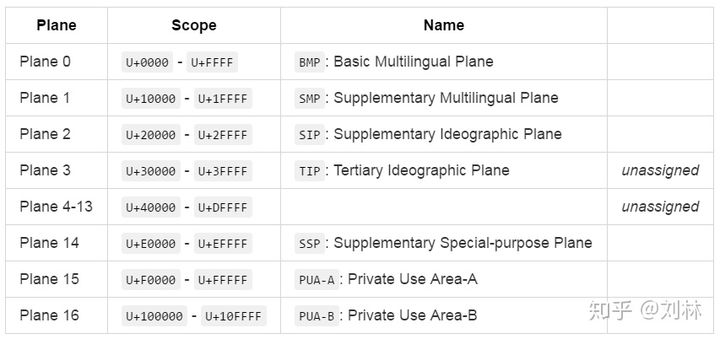 Plane Scope Name
Plane 0 U+0000 - U+FFFF BMP: Basic Multilingual Plane
Plane 1 U+10000 - U+1FFFF SMP: Supplementary Multilingual Plane
Plane 2 U+20000 - U+2FFFF SIP: Supplementary Ideographic Plane
Plane 3 U+30000 - U+3FFFF TIP: Tertiary Ideographic Plane unassigned
Plane 4-13 U+40000 - U+DFFFF unassigned
Plane 14 U+E0000 - U+EFFFF SSP: Supplementary Special-purpose Plane
Plane 15 U+F0000 - U+FFFFF PUA-A: Private Use Area-A
Plane 16 U+100000 - U+10FFFF PUA-B: Private Use Area-B
知乎 @刘林